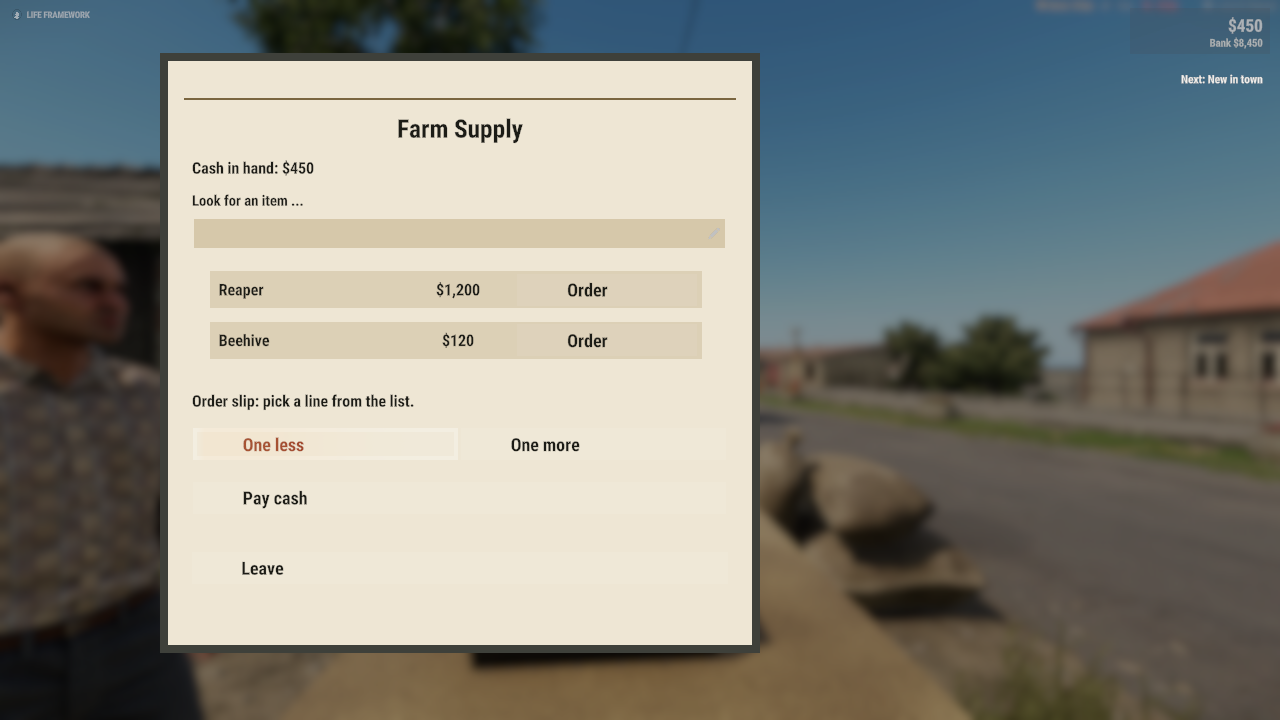 LIFE FRAMEWORK
$450
Bank $8,450
Next: New in town
Farm Supply
Cash in hand: $450
Look for an item ...
Reaper $1,200 Order
Beehive $120 Order
Order slip: pick a line from the list.
One less One more
Pay cash
Leave